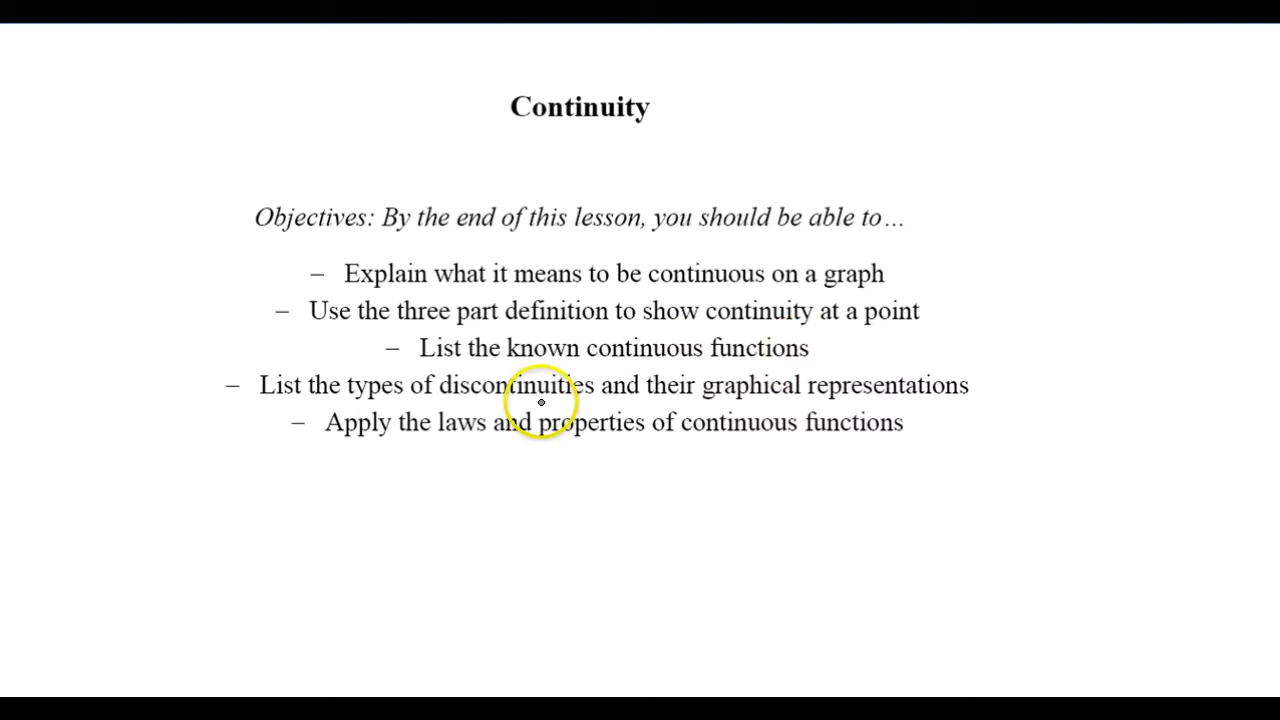 Continuity
Objectives: By the end of this lesson, you should be able to…
– Explain what it means to be continuous on a graph
– Use the three part definition to show continuity at a point
– List the known continuous functions
– List the types of discontinuities and their graphical representations
– Apply the laws and properties of continuous functions